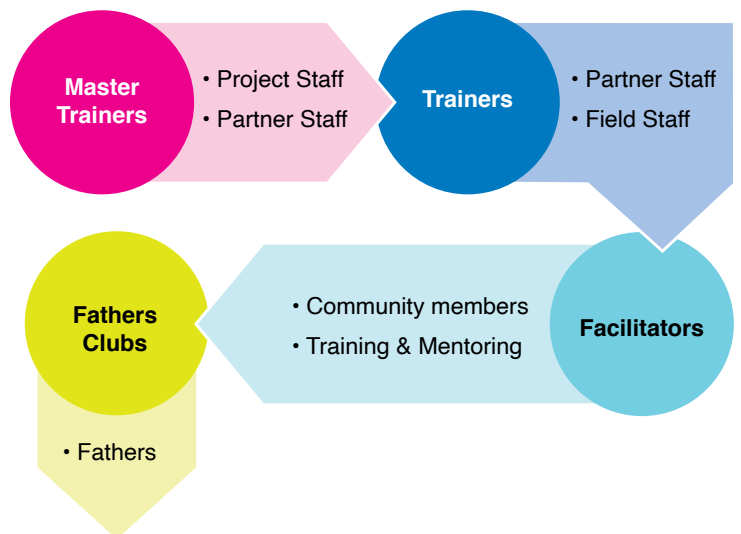 Master
Trainers
• Project Staff
• Partner Staff
Trainers
• Partner Staff
• Field Staff
Fathers
Clubs
• Community members
• Training & Mentoring
Facilitators
• Fathers